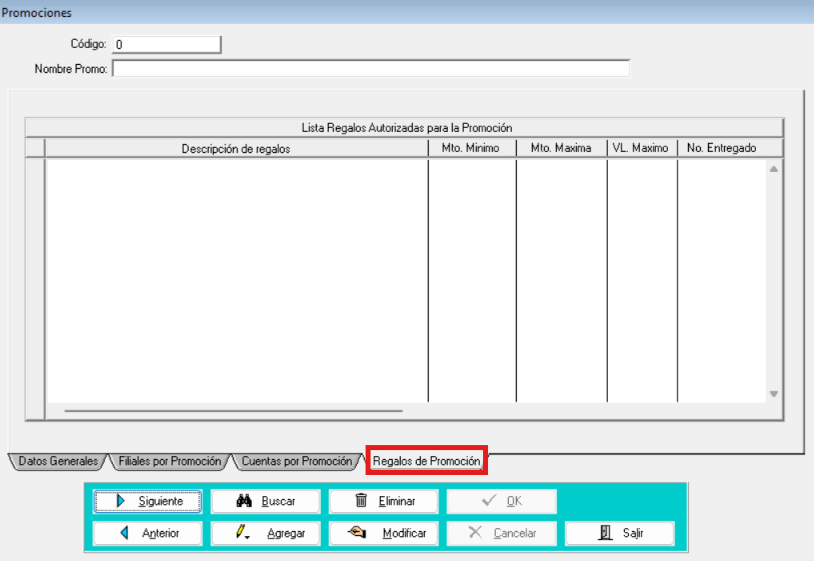 Promociones
Código: 0
Nombre Promo:
Lista Regalos Autorizadas para la Promoción
Descripción de regalos Mto. Minimo Mto. Maxima VL. Maximo No. Entregado
Datos Generales Filiales por Promoción Cuentas por Promoción Regalos de Promoción
Siguiente Buscar Eliminar OK
Anterior Agregar Modificar Cancelar Salir